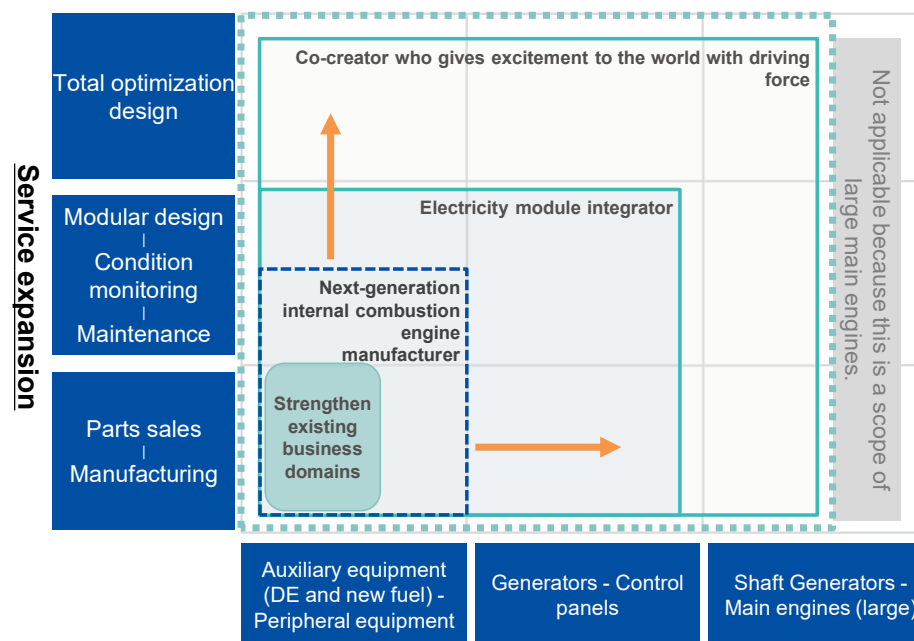 Service expansion
Total optimization
design
Modular design
Condition
monitoring
Maintenance
Parts sales
Manufacturing
Co-creator who gives excitement to the world with driving
force
Electricity module integrator
Next-generation
internal combustion
engine
manufacturer
Strengthen
existing
business
domains
Not applicable because this is a scope of
large main engines.
Auxiliary equipment
(DE and new fuel) -
Peripheral equipment
Generators - Control
panels
Shaft Generators -
Main engines (large)